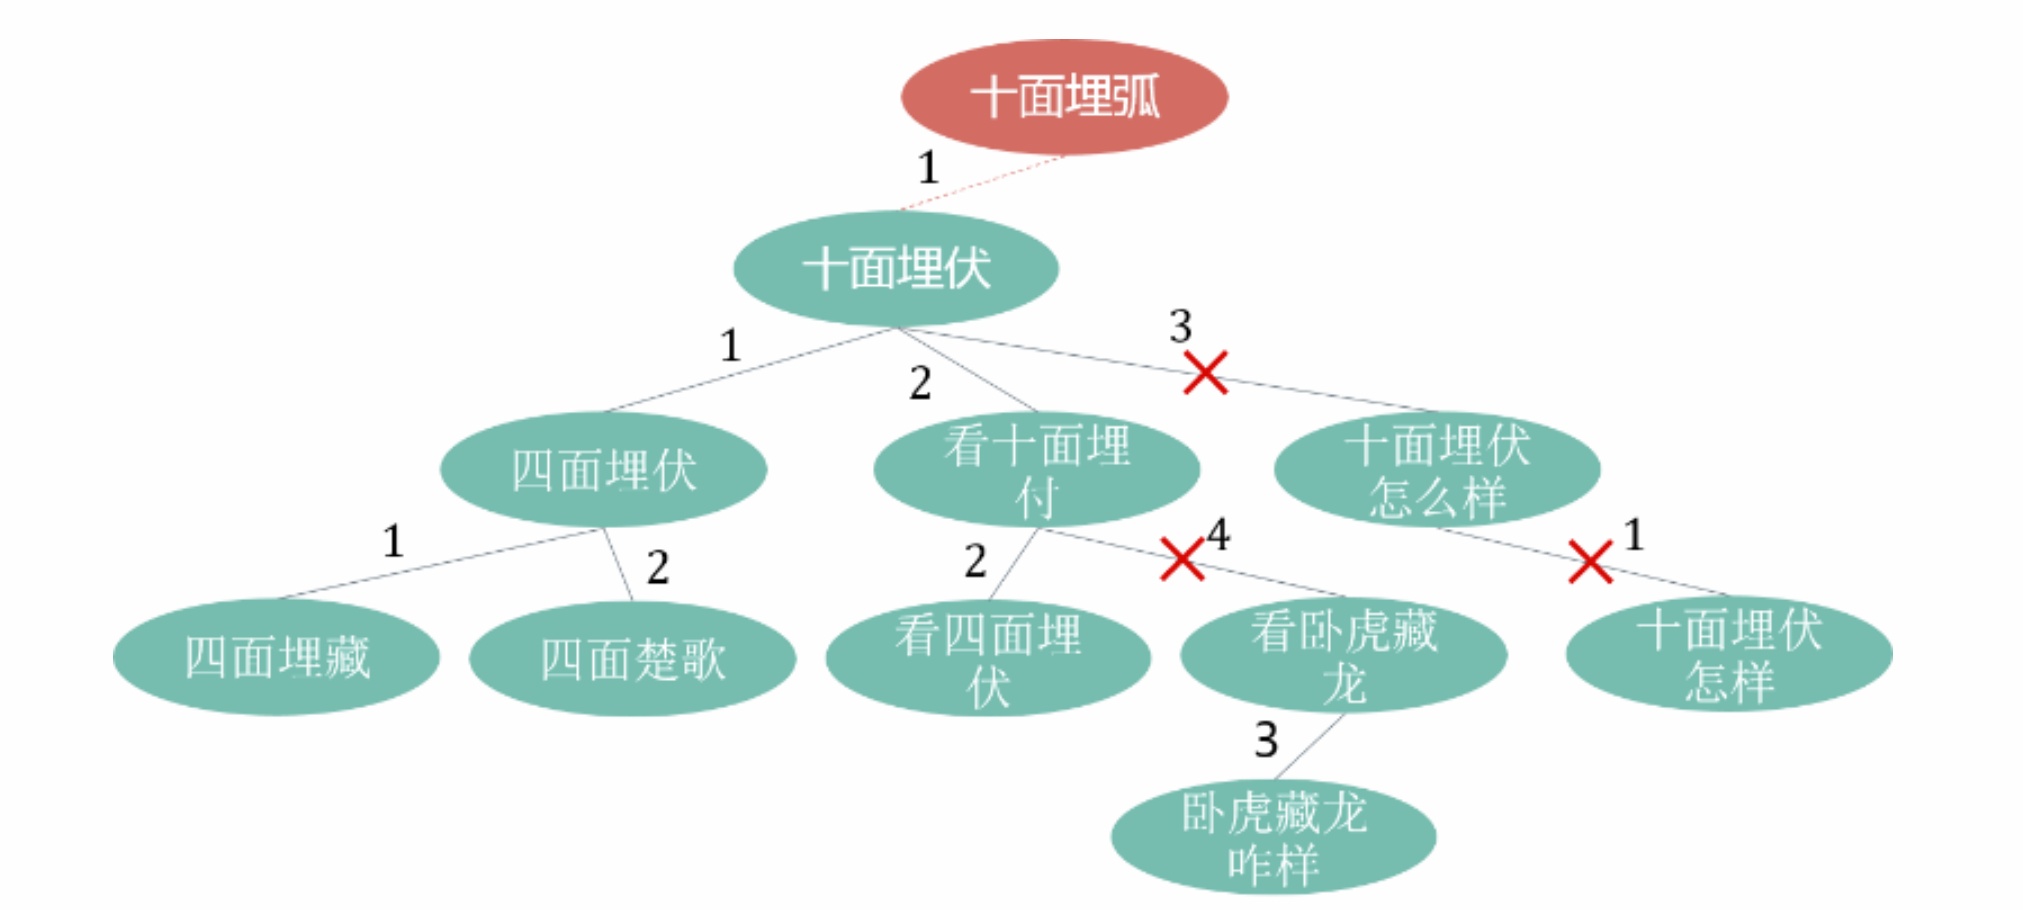 十面埋弧
1
十面埋伏
1
2
3
四面埋伏
看十面埋
付
十面埋伏
怎么样
1
2
2
4
1
四面埋藏
四面楚歌
看四面埋
伏
看卧虎藏
龙
十面埋伏
怎样
3
卧虎藏龙
咋样